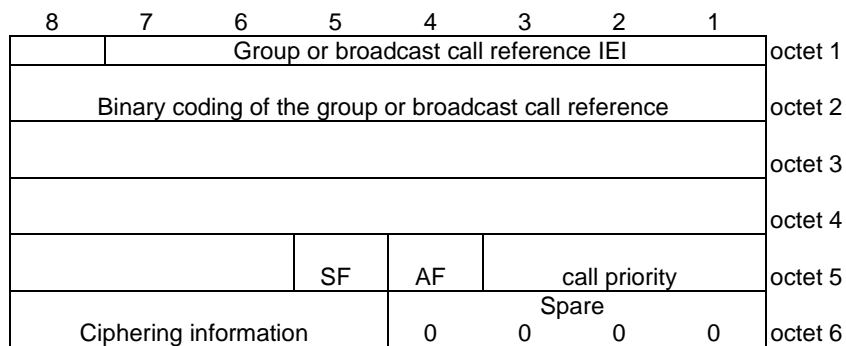 8 7 6 5 4 3 2 1
Group or broadcast call reference IEI octet 1
Binary coding of the group or broadcast call reference octet 2
octet 3
octet 4
SF AF call priority octet 5
Spare
Ciphering information 0 0 0 0 octet 6